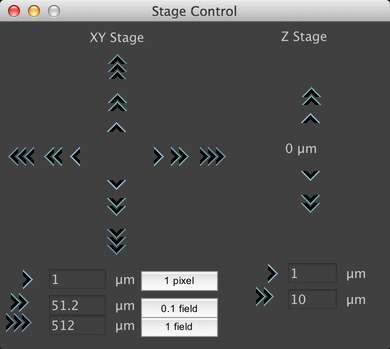 Stage Control
XY Stage
Z Stage
0 µm
1 µm 1 pixel
51.2 µm 0.1 field
512 µm 1 field
1 µm
10 µm